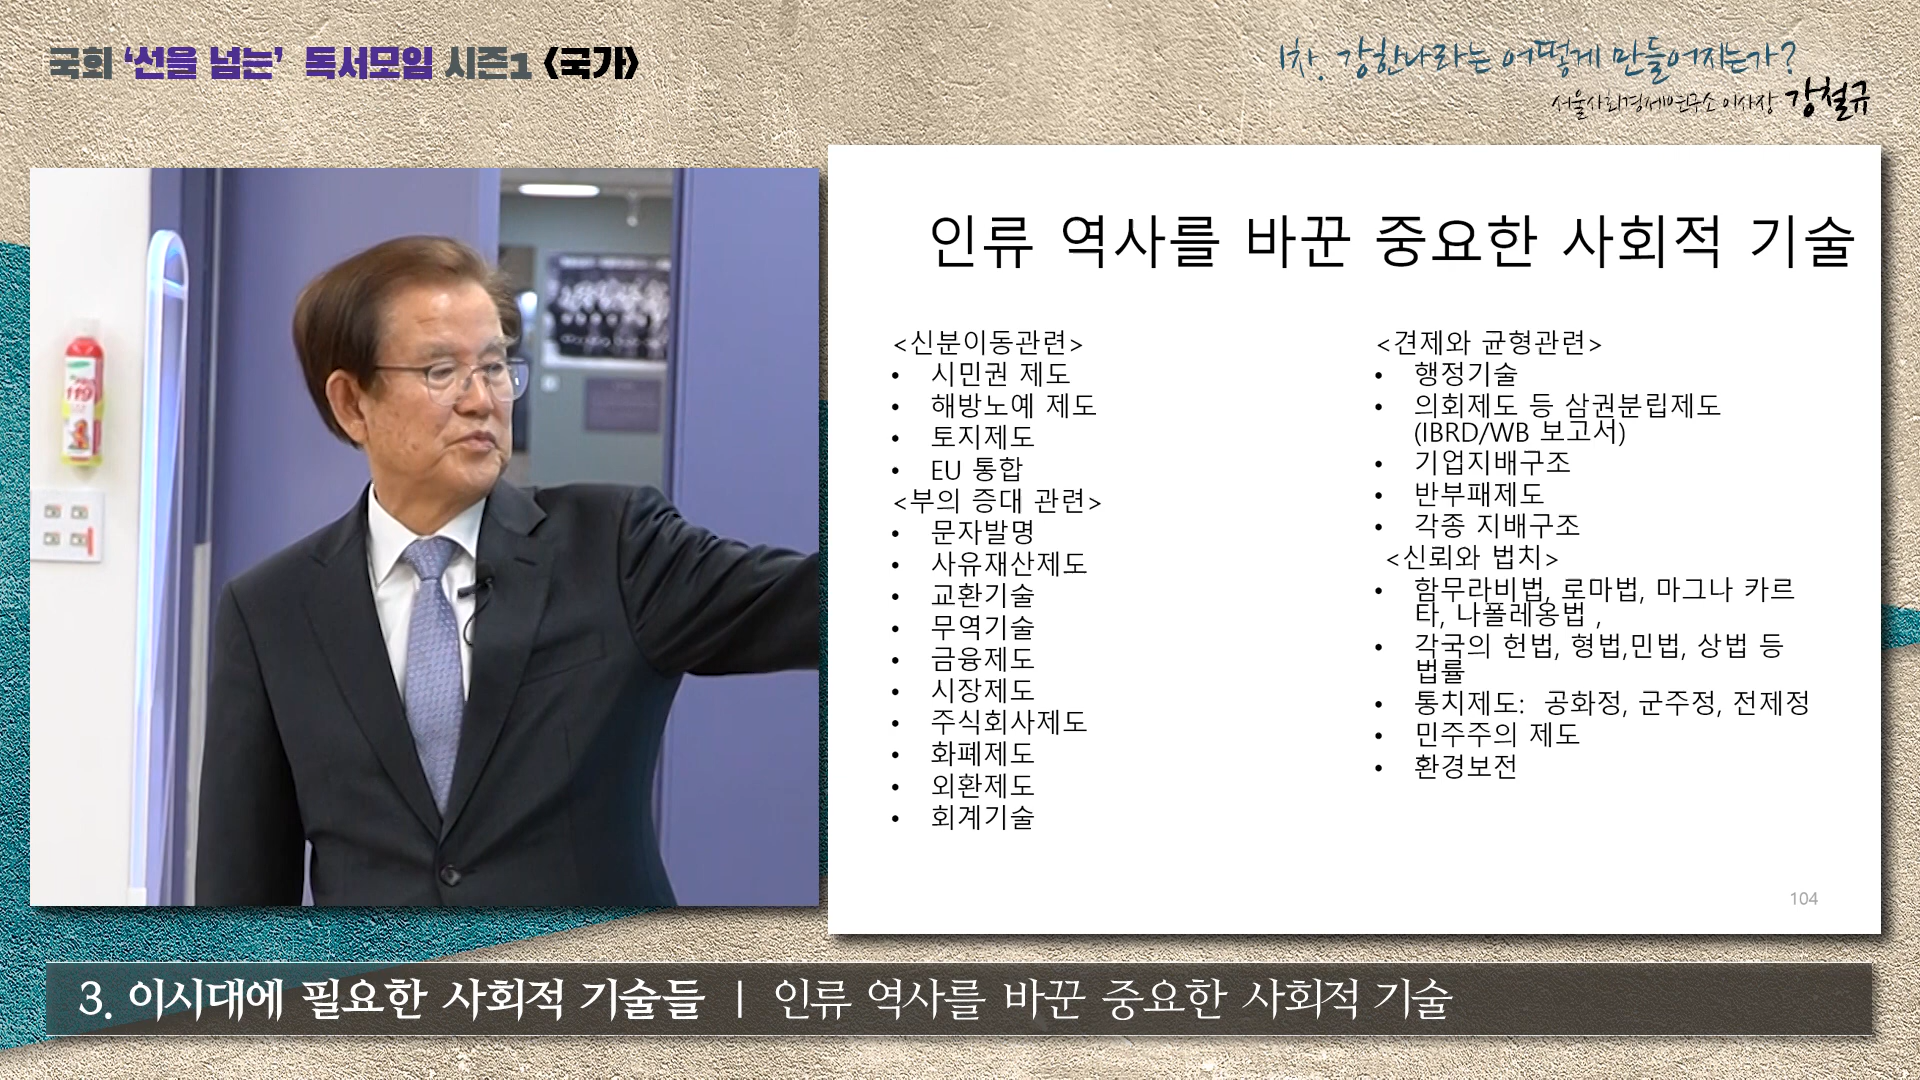 국회 ‘선을 넘는’ 독서모임 시즌1 〈국가〉
1차. 강한나라는 어떻게 만들어지는가?
서울사회경제연구소 이사장 강철규
119
인류 역사를 바꾼 중요한 사회적 기술
<신분이동관련>
• 시민권 제도
• 해방노예 제도
• 토지제도
• EU 통합
<부의 증대 관련>
• 문자발명
• 사유재산제도
• 교환기술
• 무역기술
• 금융제도
• 시장제도
• 주식회사제도
• 화폐제도
• 외환제도
• 회계기술
<견제와 균형관련>
• 행정기술
• 의회제도 등 삼권분립제도
(IBRD/WB 보고서)
• 기업지배구조
• 반부패제도
• 각종 지배구조
<신뢰와 법치>
• 함무라비법, 로마법, 마그나 카르
타, 나폴레옹법 ,
• 각국의 헌법, 형법,민법, 상법 등
법률
• 통치제도: 공화정, 군주정, 전제정
• 민주주의 제도
• 환경보전
104
3. 이시대에 필요한 사회적 기술들 | 인류 역사를 바꾼 중요한 사회적 기술